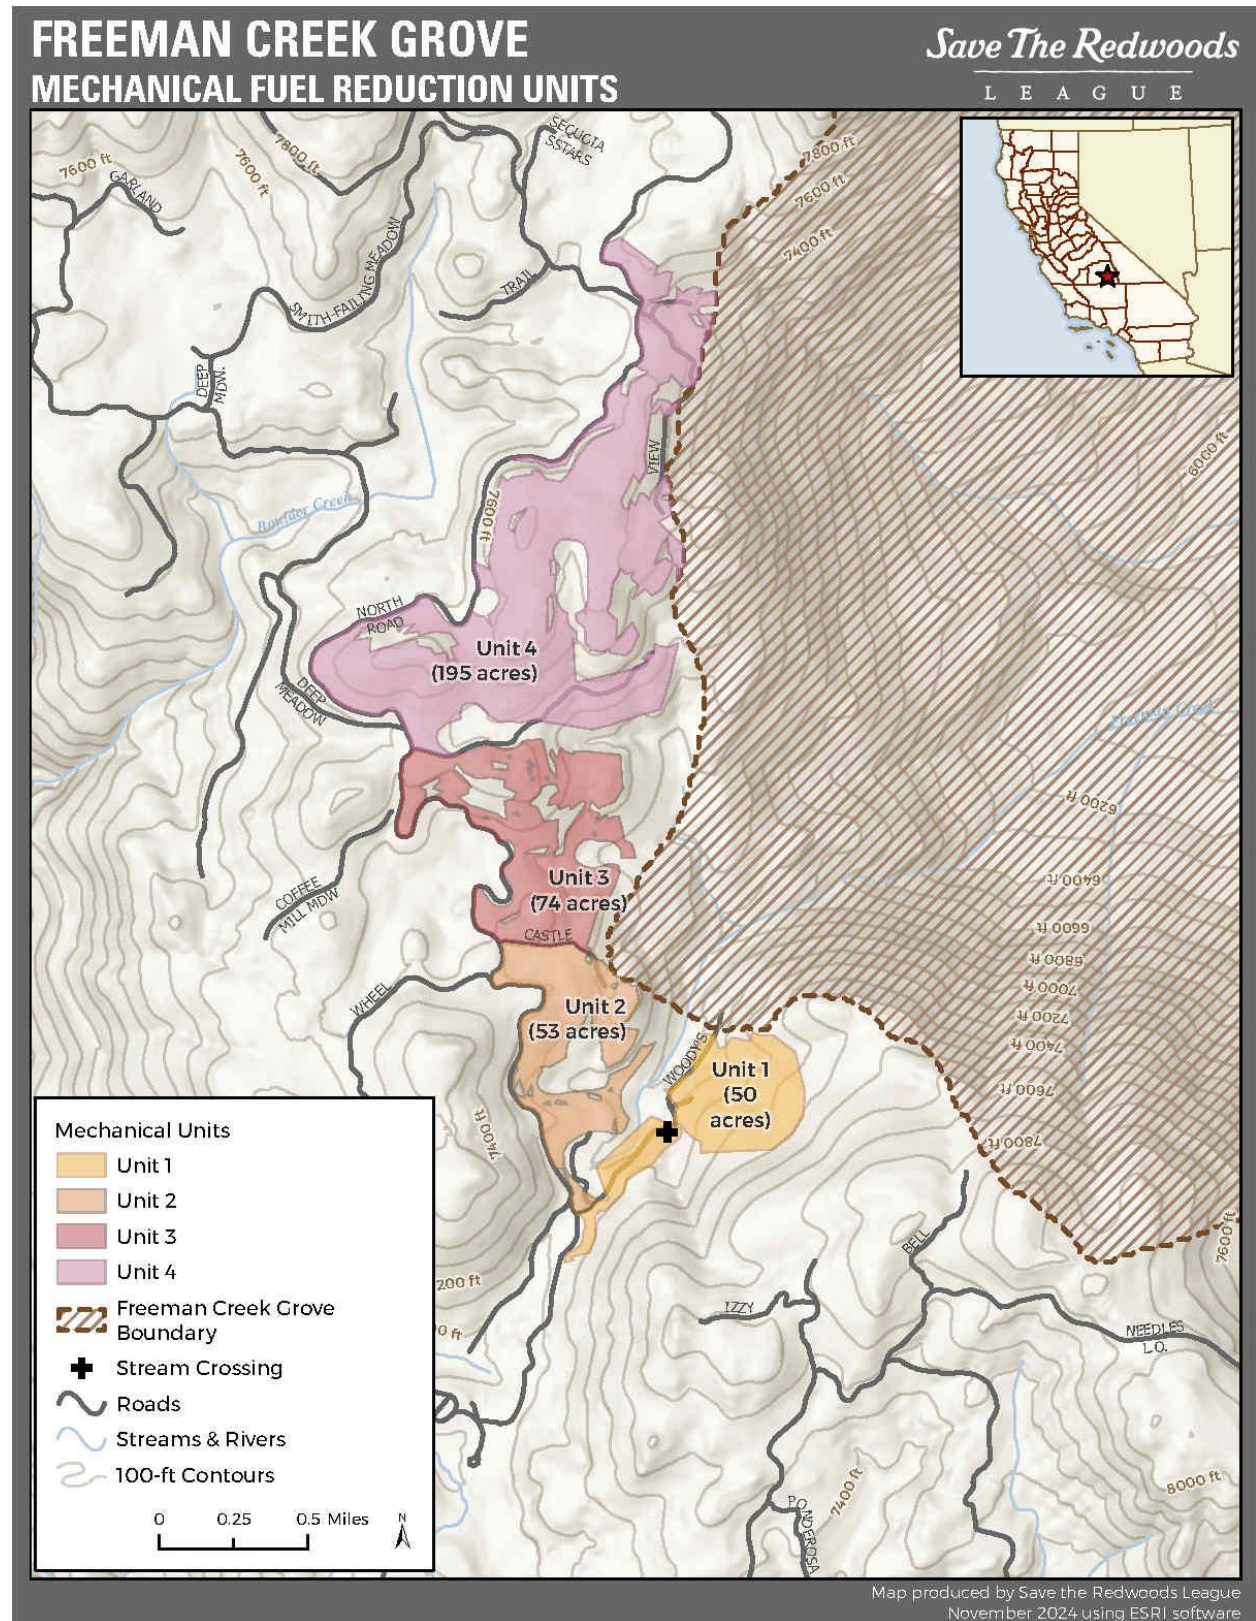 FREEMAN CREEK GROVE
MECHANICAL FUEL REDUCTION UNITS
Save The Redwoods
LEAGUE
SEQUOIA
SSTARS
7600 ft
GARLAND
7600 ft
7800 ft
7800 ft
7600 ft
7400 ft
SMITH-FAILING MEADOW
TRAIL
DEEP
MDW.
VIEW
6000 ft
7600 ft
Boulder Creek
NORTH
ROAD
Unit 4
(195 acres)
DEEP
MEADOW
Freeman Creek
6200 ft
COFFEE
MILL MDW
Unit 3
(74 acres)
6400 ft
6600 ft
CASTLE
6800 ft
7000 ft
WHEEL
Unit 2
(53 acres)
7200 ft
7400 ft
WOODY'S
Unit 1
(50
acres)
7600 ft
7400 ft
7800 ft
Mechanical Units
Unit 1
Unit 2
Unit 3
Unit 4
Freeman Creek Grove
Boundary
Stream Crossing
Roads
Streams & Rivers
100-ft Contours
0 0.25 0.5 Miles
N
200 ft
0 ft
BELL
7600 ft
IZZY
NEEDLES
LO.
PONDEROSA
7400 ft
8000 ft
Map produced by Save the Redwoods League
November 2024 using ESRI software